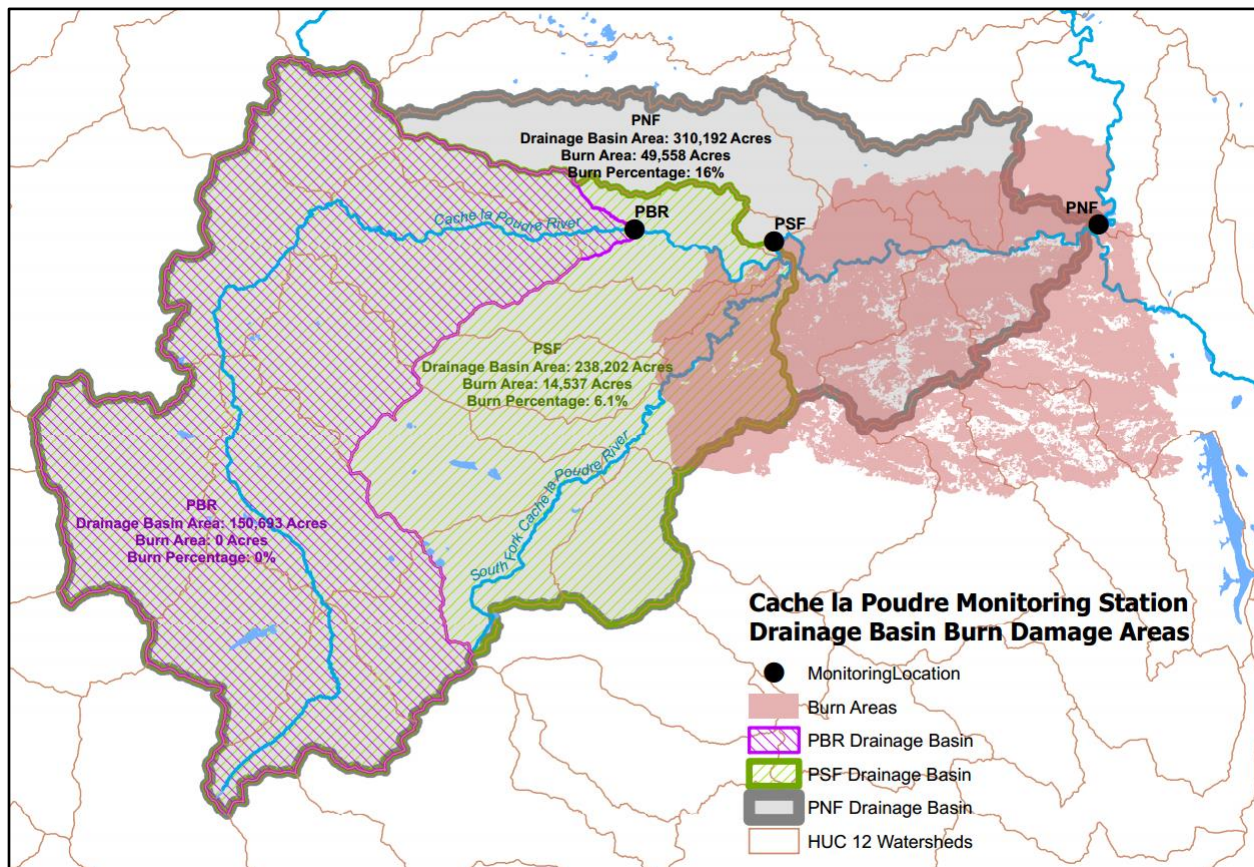 PNF
Drainage Basin Area: 310,192 Acres
Burn Area: 49,558 Acres
Burn Percentage: 16%
Cache la Poudre River
PBR
PSF
PNF
PSF
Drainage Basin Area: 238,202 Acres
Burn Area: 14,537 Acres
Burn Percentage: 6.1%
South Fork Cache la Poudre River
PBR
Drainage Basin Area: 150,693 Acres
Burn Area: 0 Acres
Burn Percentage: 0%
Cache la Poudre Monitoring Station
Drainage Basin Burn Damage Areas
MonitoringLocation
Burn Areas
PBR Drainage Basin
PSF Drainage Basin
PNF Drainage Basin
HUC 12 Watersheds